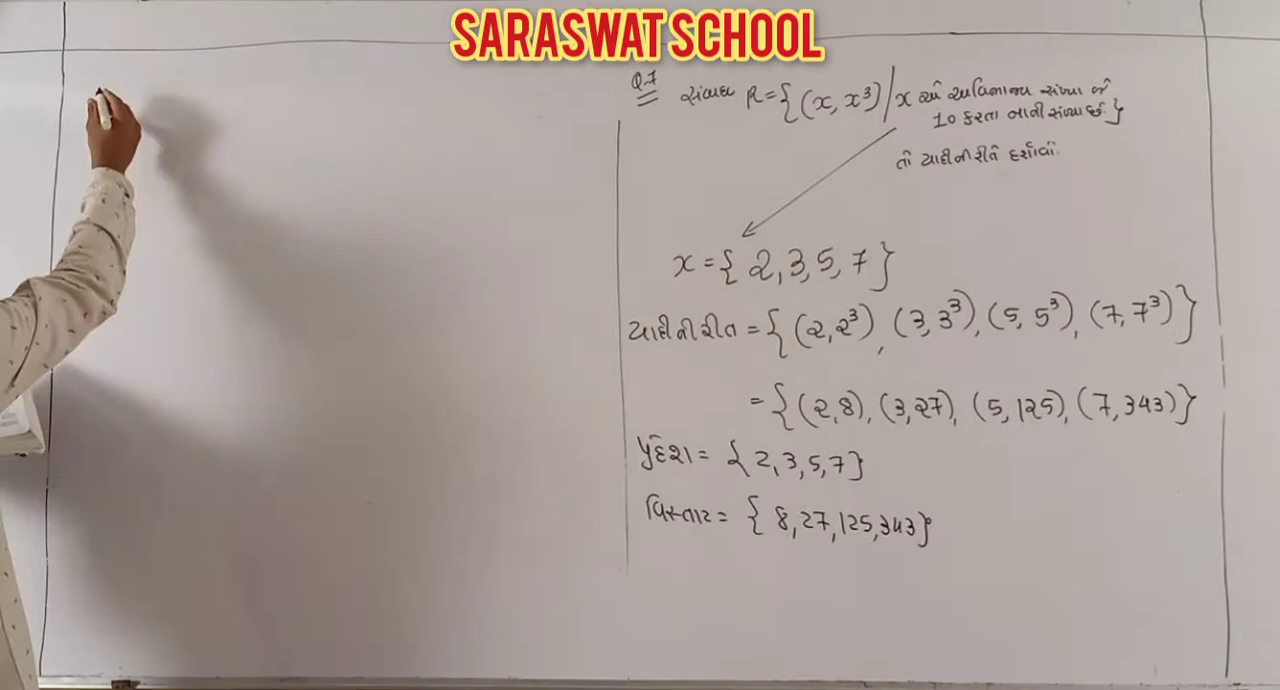 SARASWAT SCHOOL
Q.7 સંબંધ R={(x, x³)/x એ અવિભાજ્ય સંખ્યા જે
10 કરતા નાની સંખ્યા છે.}
તો યાદીની રીતે દર્શાવો.
x={2,3,5,7}
યાદીની રીત={(2,2³), (3,3³), (5,5³), (7,7³)}
={(2,8), (3,27), (5,125), (7,343)}
પ્રદેશ={2,3,5,7}
વિસ્તાર={8,27,125,343}